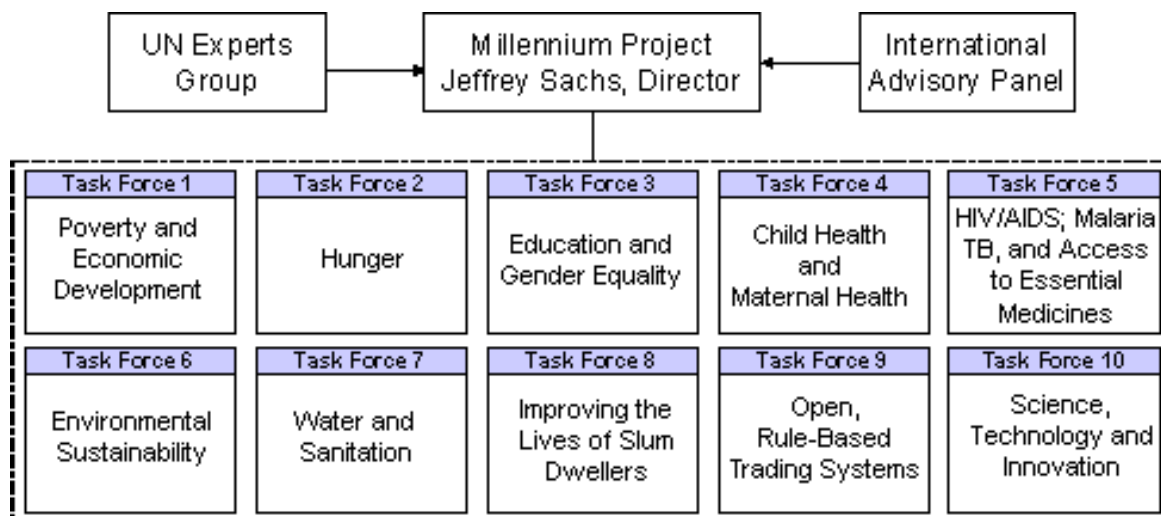 UN Experts
Group
Millennium Project
Jeffrey Sachs, Director
International
Advisory Panel
Task Force 1
Poverty and
Economic
Development
Task Force 2
Hunger
Task Force 3
Education and
Gender Equality
Task Force 4
Child Health
and
Maternal Health
Task Force 5
HIV/AIDS; Malaria
TB, and Access
to Essential
Medicines
Task Force 6
Environmental
Sustainability
Task Force 7
Water and
Sanitation
Task Force 8
Improving the
Lives of Slum
Dwellers
Task Force 9
Open,
Rule-Based
Trading Systems
Task Force 10
Science,
Technology and
Innovation